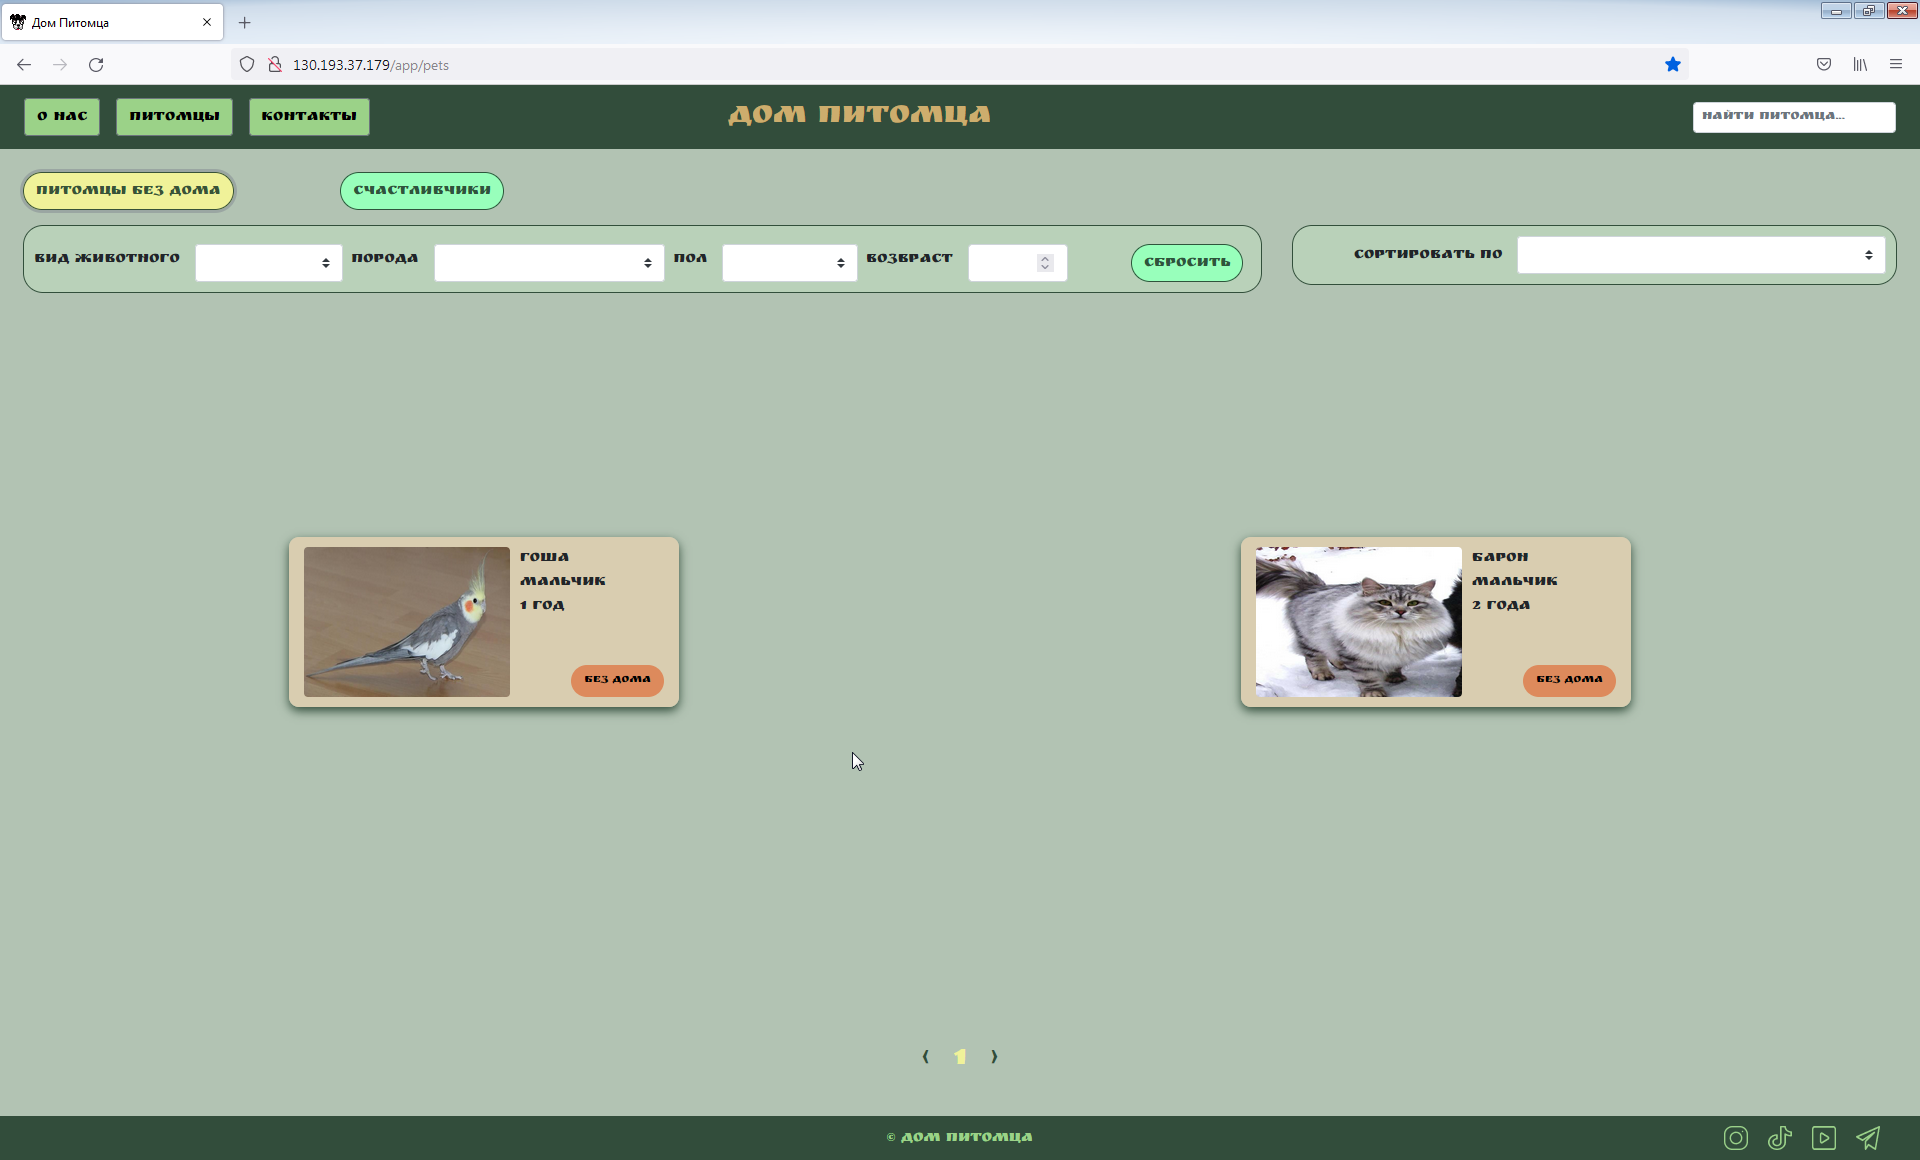 Дом Питомца
130.193.37.179/app/pets
О НАС
ПИТОМЦЫ
КОНТАКТЫ
ДОМ ПИТОМЦА
НАЙТИ ПИТОМЦА...
ПИТОМЦЫ БЕЗ ДОМА
СЧАСТЛИВЧИКИ
ВИД ЖИВОТНОГО
ПОРОДА
ПОЛ
ВОЗВРАСТ
СБРОСИТЬ
СОРТИРОВАТЬ ПО
ГОША
МАЛЬЧИК
1 ГОД
БЕЗ ДОМА
БАРОН
МАЛЬЧИК
2 ГОДА
БЕЗ ДОМА
‹ 1 ›
© ДОМ ПИТОМЦА